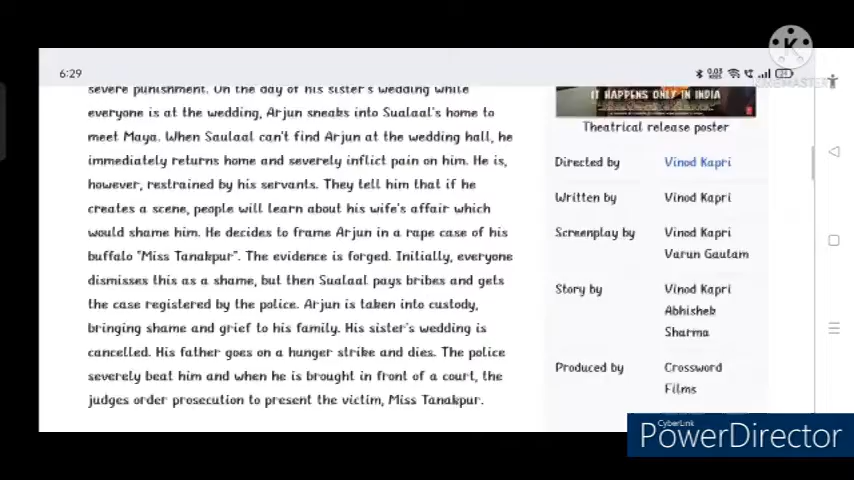 6:29
severe punishment. On the day of his sister's wedding while
everyone is at the wedding, Arjun sneaks into Sualaal's home to
meet Maya. When Saulaal can't find Arjun at the wedding hall, he
immediately returns home and severely inflict pain on him. He is,
however, restrained by his servants. They tell him that if he
creates a scene, people will learn about his wife's affair which
would shame him. He decides to frame Arjun in a rape case of his
buffalo "Miss Tanakpur". The evidence is forged. Initially, everyone
dismisses this as a shame, but then Sualaal pays bribes and gets
the case registered by the police. Arjun is taken into custody,
bringing shame and grief to his family. His sister's wedding is
cancelled. His father goes on a hunger strike and dies. The police
severely beat him and when he is brought in front of a court, the
judges order prosecution to present the victim, Miss Tanakpur.
IT HAPPENS ONLY IN INDIA
Theatrical release poster
Directed by Vinod Kapri
Written by Vinod Kapri
Screenplay by Vinod Kapri
Varun Gautam
Story by Vinod Kapri
Abhishek
Sharma
Produced by Crossword
Films
CyberLink
PowerDirector